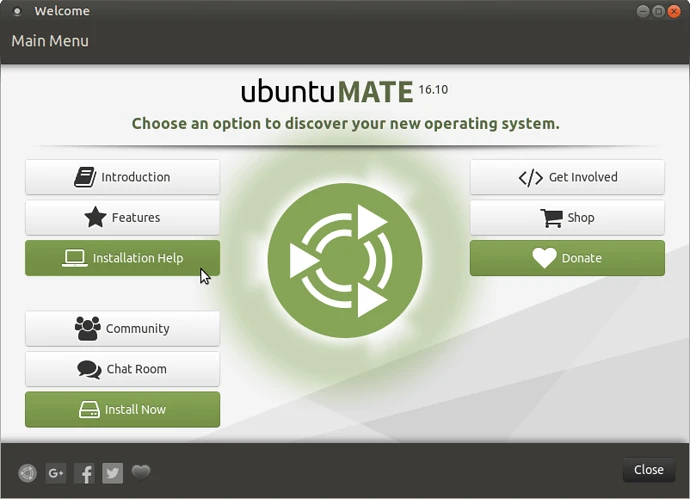 Welcome
Main Menu
ubuntuMATE 16.10
Choose an option to discover your new operating system.
Introduction
Features
Installation Help
Community
Chat Room
Install Now
Get Involved
Shop
Donate
G+
f
Close